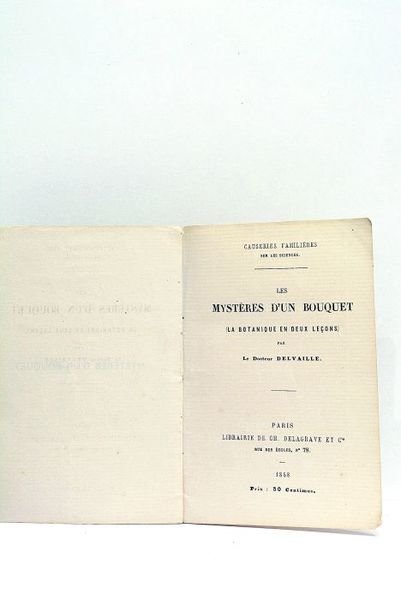 CAUSERIES FAMILIÈRES
SUR LES SCIENCES.
LES
MYSTÈRES D'UN BOUQUET
(LA BOTANIQUE EN DEUX LEÇONS)
PAR
Le Docteur DELVAILLE.
PARIS
LIBRAIRIE DE CH. DELAGRAVE ET Cie
RUE DES ÉCOLES, N° 78.
1868
Prix : 50 Centimes.